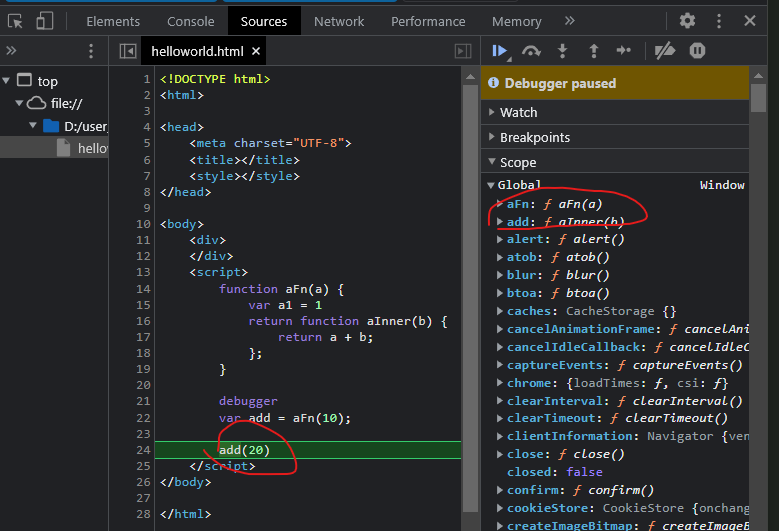 Elements Console Sources Network Performance Memory »
» helloworld.html ×
top
file://
D:/user_
hellov
1 <!DOCTYPE html>
2 <html>
3
4 <head>
5 <meta charset="UTF-8">
6 <title></title>
7 <style></style>
8 </head>
9
10 <body>
11 <div>
12 </div>
13 <script>
14 function aFn(a) {
15 var a1 = 1
16 return function aInner(b) {
17 return a + b;
18 };
19 }
20
21 debugger
22 var add = aFn(10);
23
24 add(20)
25 </script>
26 </body>
27
28 </html>
Debugger paused
Watch
Breakpoints
Scope
Global Window
aFn: ƒ aFn(a)
add: ƒ aInner(b)
alert: ƒ alert()
atob: ƒ atob()
blur: ƒ blur()
btoa: ƒ btoa()
caches: CacheStorage {}
cancelAnimationFrame: ƒ cancelAni
cancelIdleCallback: ƒ cancelIdleC
captureEvents: ƒ captureEvents()
chrome: {loadTimes: ƒ, csi: ƒ}
clearInterval: ƒ clearInterval()
clearTimeout: ƒ clearTimeout()
clientInformation: Navigator {ven
close: ƒ close()
closed: false
confirm: ƒ confirm()
cookieStore: CookieStore {onchang
createImageBitmap: ƒ createImageB